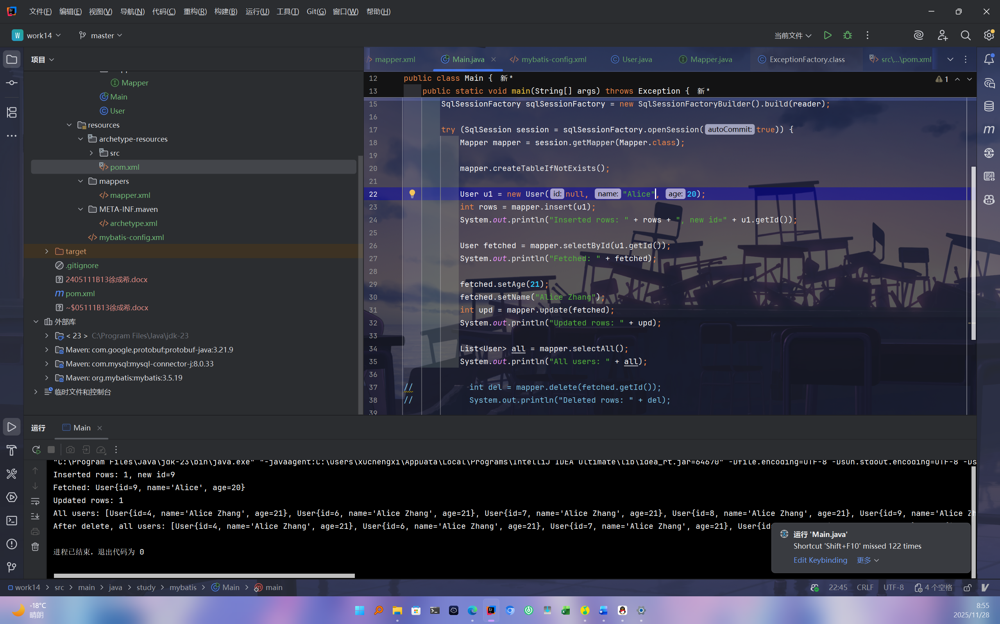 文件(F) 编辑(E) 视图(V) 导航(N) 代码(C) 重构(R) 构建(B) 运行(U) 工具(T) Git(G) 窗口(W) 帮助(H)
W work14 master 当前文件
项目
Mapper
Main
User
resources
archetype-resources
src
pom.xml
mappers
mapper.xml
META-INF.maven
archetype.xml
mybatis-config.xml
target
.gitignore
2405111B13徐成希.docx
pom.xml
~$05111B13徐成希.docx
外部库
< 23 > C:\Program Files\Java\jdk-23
Maven: com.google.protobuf:protobuf-java:3.21.9
Maven: com.mysql:mysql-connector-j:8.0.33
Maven: org.mybatis:mybatis:3.5.19
临时文件和控制台
mapper.xml Main.java mybatis-config.xml User.java Mapper.java ExceptionFactory.class src\...\pom.xml
12 public class Main { 新 * 1
13 public static void main(String[] args) throws Exception { 新 *
15 SqlSessionFactory sqlSessionFactory = new SqlSessionFactoryBuilder().build(reader);
16
17 try (SqlSession session = sqlSessionFactory.openSession( autoCommit: true)) {
18 Mapper mapper = session.getMapper(Mapper.class);
19
20 mapper.createTableIfNotExists();
21
22 User u1 = new User( id: null, name: "Alice", age: 20);
23 int rows = mapper.insert(u1);
24 System.out.println("Inserted rows: " + rows + ", new id=" + u1.getId());
25
26 User fetched = mapper.selectById(u1.getId());
27 System.out.println("Fetched: " + fetched);
28
29 fetched.setAge(21);
30 fetched.setName("Alice Zhang");
31 int upd = mapper.update(fetched);
32 System.out.println("Updated rows: " + upd);
33
34 List<User> all = mapper.selectAll();
35 System.out.println("All users: " + all);
36
37 // int del = mapper.delete(fetched.getId());
38 // System.out.println("Deleted rows: " + del);
39
运行 Main
"C:\Program Files\Java\jdk-23\bin\java.exe" "-javaagent:C:\Users\xuchengxi\AppData\Local\Programs\IntelliJ IDEA Ultimate\lib\idea_rt.jar=64670" -Dfile.encoding=UTF-8 -Dsun.stdout.encoding=UTF-8 -Ds
Inserted rows: 1, new id=9
Fetched: User{id=9, name='Alice', age=20}
Updated rows: 1
All users: [User{id=4, name='Alice Zhang', age=21}, User{id=6, name='Alice Zhang', age=21}, User{id=7, name='Alice Zhang', age=21}, User{id=8, name='Alice Zhang', age=21}, User{id=9, name='Alice Zh
After delete, all users: [User{id=4, name='Alice Zhang', age=21}, User{id=6, name='Alice Zhang', age=21}, User{id=7, name='Alice Zhang', age=21}, User{id=
进程已结束，退出代码为 0
运行 'Main.java'
Shortcut 'Shift+F10' missed 122 times
Edit Keybinding 更多
work14 > src > main > java > study > mybatis > Main > main 22:45 CRLF UTF-8 4 个空格
-18°C
晴朗
8:55
2025/11/28